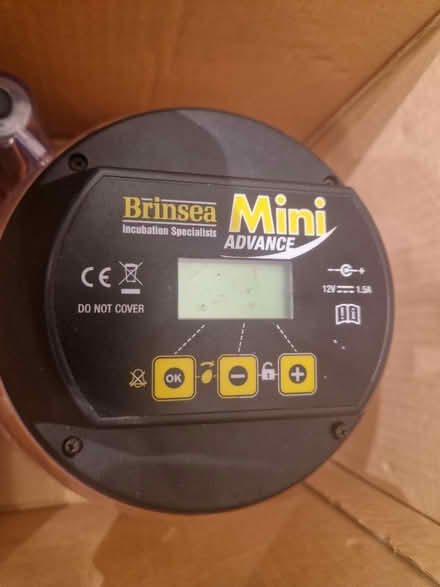 Brinsea
Incubation Specialists
Mini
ADVANCE
CE
DO NOT COVER
12V 1.5A
OK